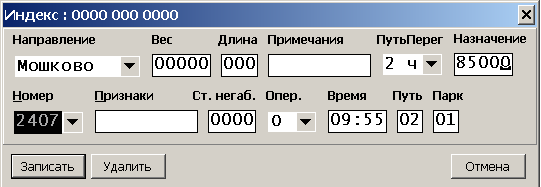 Индекс : 0000 000 0000
Направление Вес Длина Примечания ПутьПерег Назначение
Мошково 00000 000 2 ч 85000
Номер Признаки Ст. негаб. Опер. Время Путь Парк
2407 0000 0 09:55 02 01
Записать Удалить Отмена